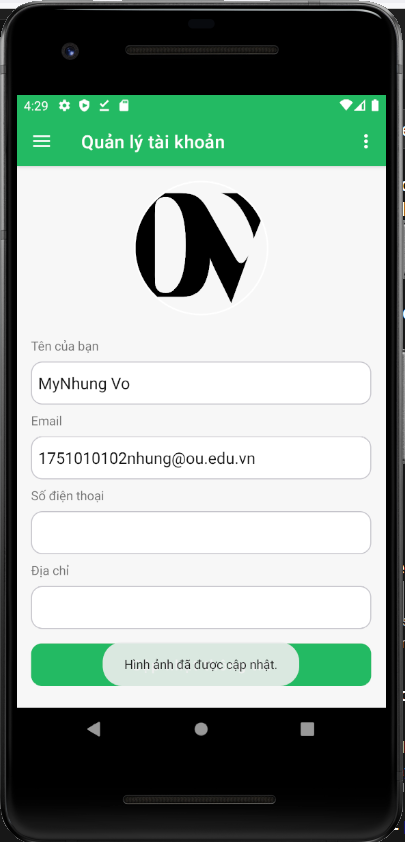 4:29
Quản lý tài khoản
Tên của bạn
MyNhung Vo
Email
1751010102nhung@ou.edu.vn
Số điện thoại
Địa chỉ
Hình ảnh đã được cập nhật.